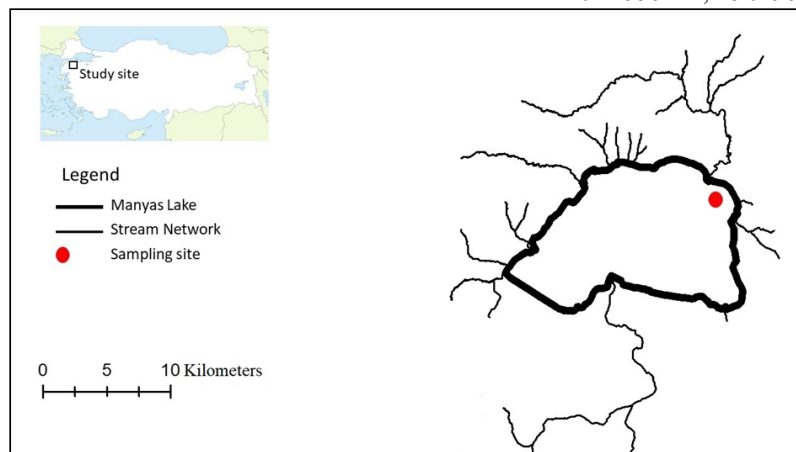 Study site
Legend
Manyas Lake
Stream Network
Sampling site
0 5 10 Kilometers